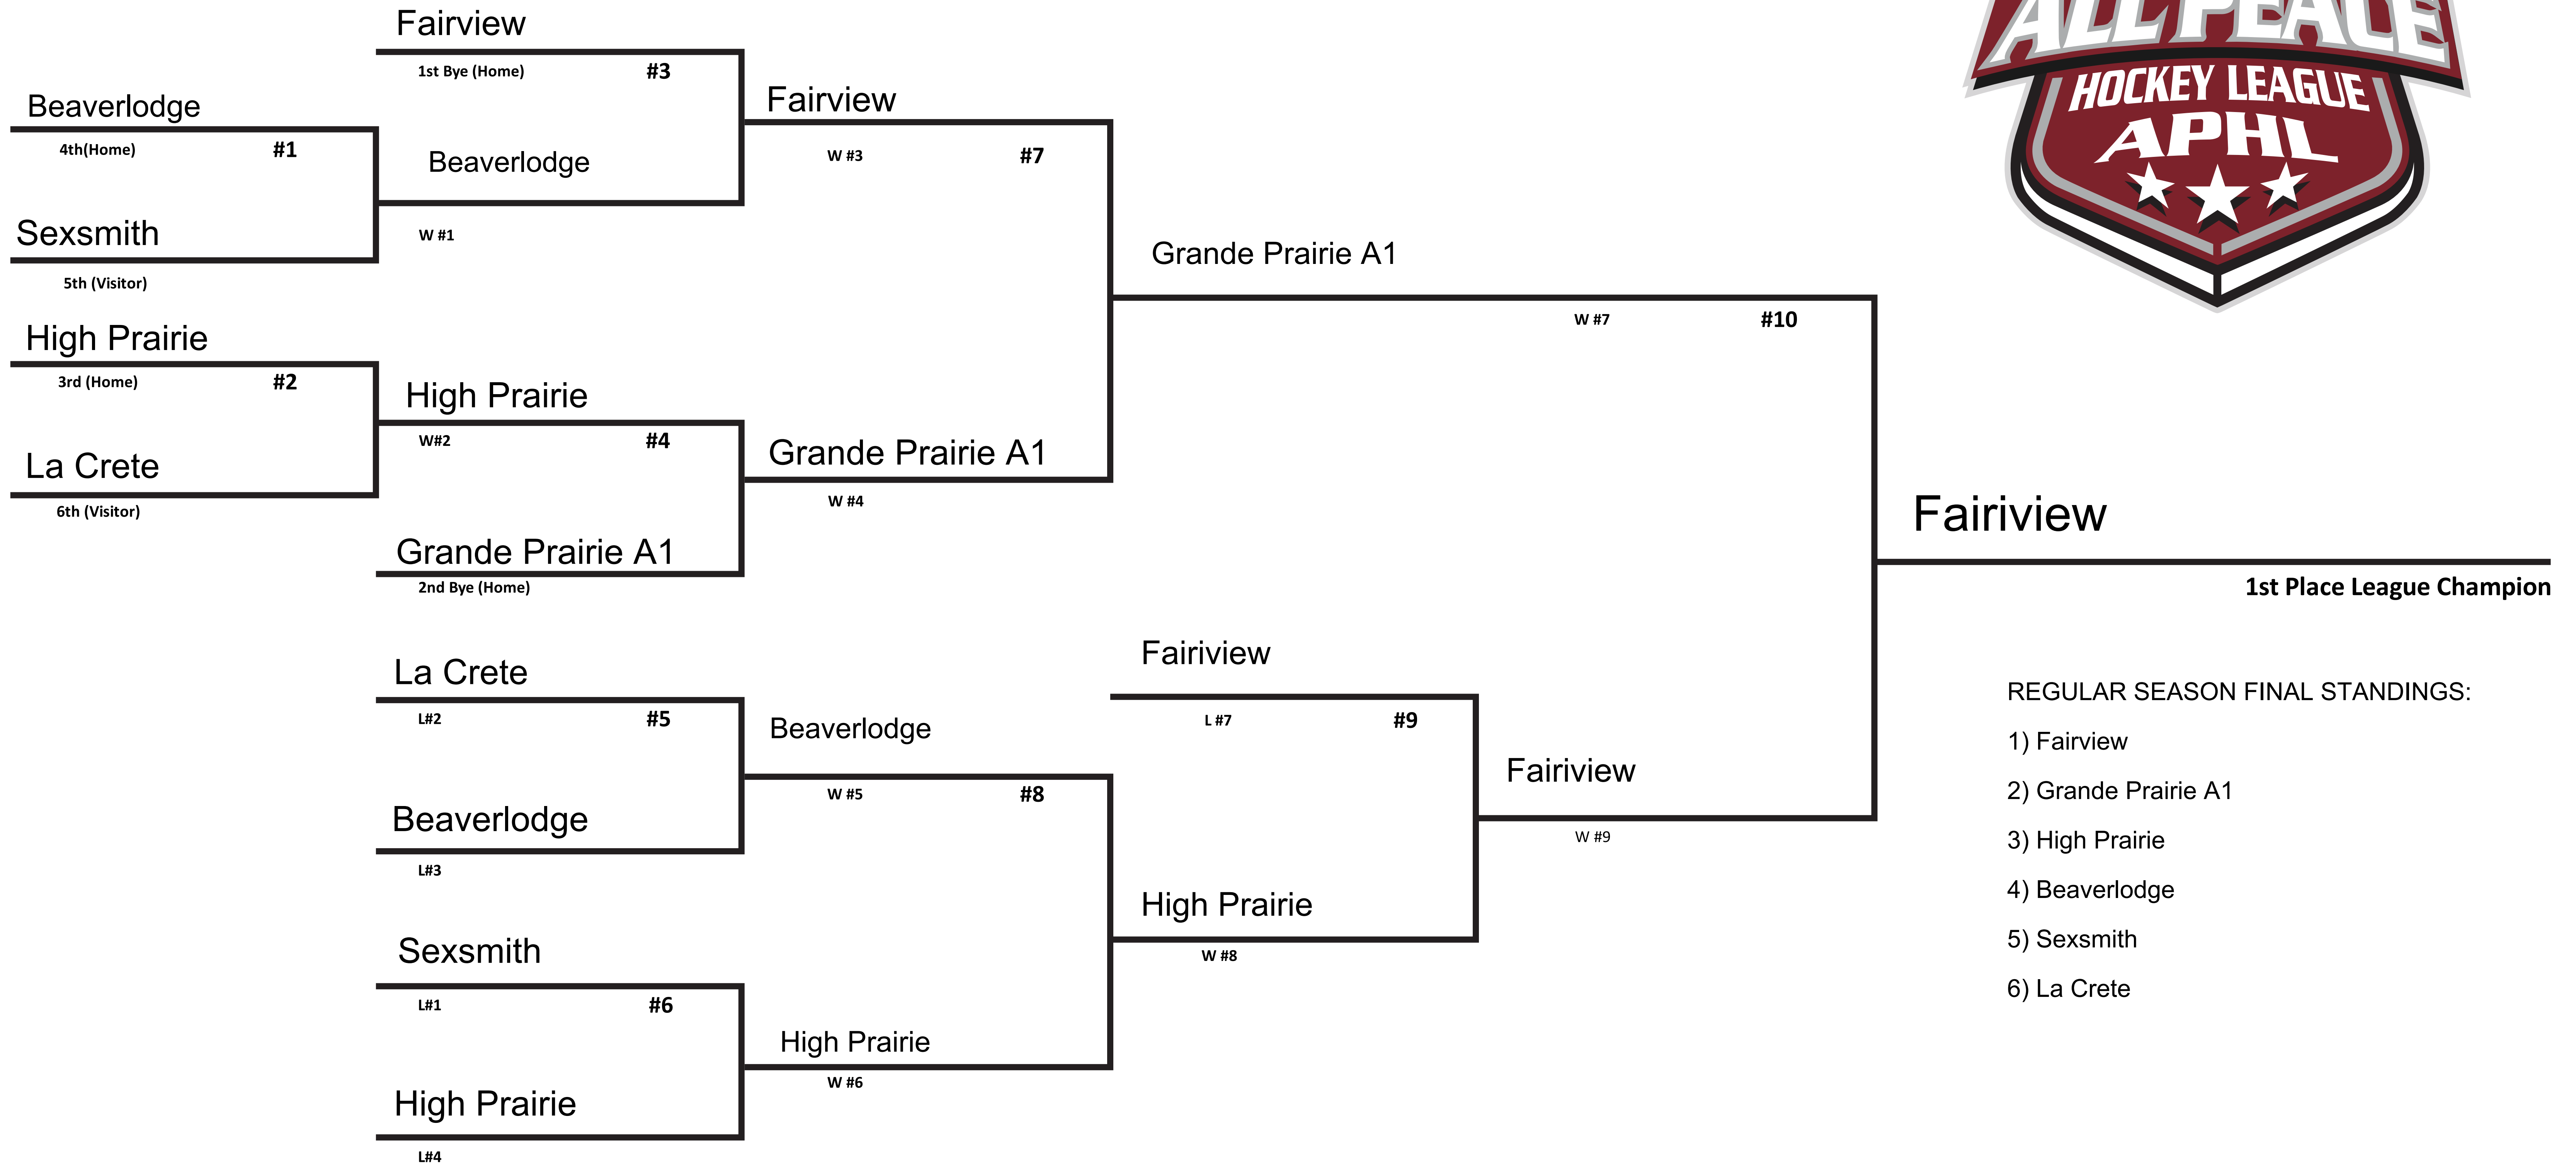 Fairview
1st Bye (Home) #3
Beaverlodge
4th(Home) #1
Beaverlodge
Sexsmith
W #1
5th (Visitor)
Fairview
W #3 #7
High Prairie
3rd (Home) #2
High Prairie
W#2 #4
La Crete
6th (Visitor)
Grande Prairie A1
2nd Bye (Home)
Grande Prairie A1
W #4
Grande Prairie A1
W #7 #10
La Crete
L#2 #5
Beaverlodge
L#3
Beaverlodge
W #5 #8
Sexsmith
L#1 #6
High Prairie
L#4
High Prairie
W #6
Fairiview
L #7 #9
High Prairie
W #8
Fairiview
W #9
Fairiview
1st Place League Champion
ALL PEACE
HOCKEY LEAGUE
APHL
REGULAR SEASON FINAL STANDINGS:
1) Fairview
2) Grande Prairie A1
3) High Prairie
4) Beaverlodge
5) Sexsmith
6) La Crete